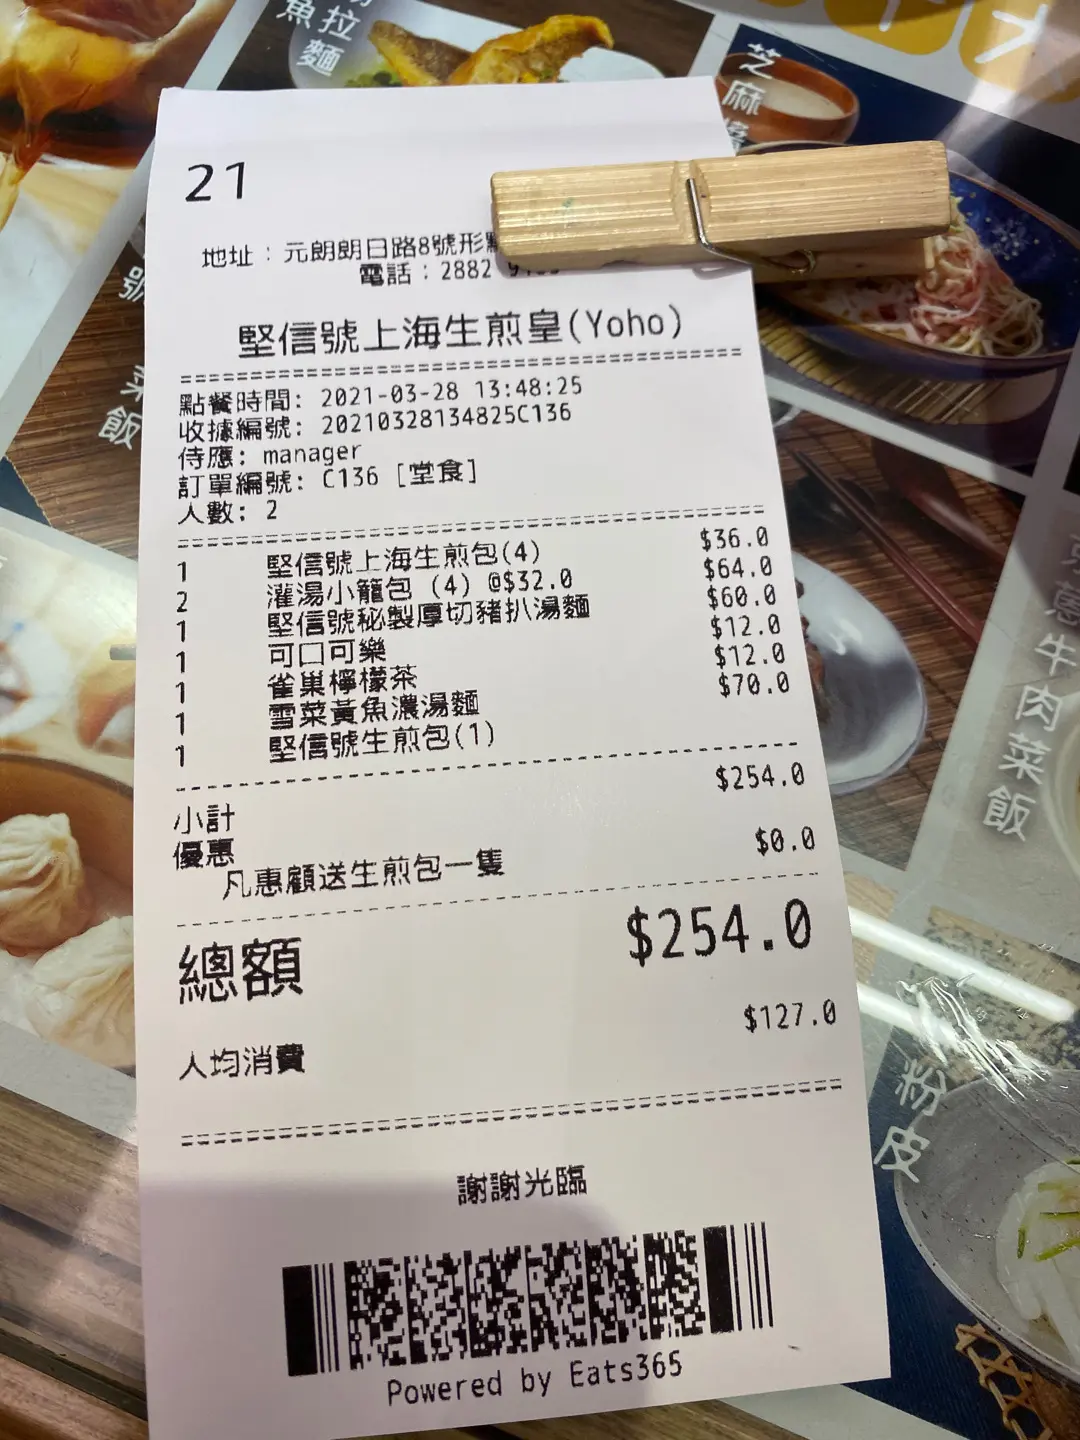 魚拉
麵
芝麻
號
菜
飯
21
地址：元朗朗日路8號形
電話：2882
堅信號上海生煎皇(Yoho)
點餐時間: 2021-03-28 13:48:25
收據編號: 20210328134825C136
侍應: manager
訂單編號: C136 [堂食]
人數: 2
1 堅信號上海生煎包(4) $36.0
2 灌湯小籠包 (4) @$32.0 $64.0
1 堅信號秘製厚切豬扒湯麵 $60.0
1 可口可樂 $12.0
1 雀巢檸檬茶 $12.0
1 雪菜黃魚濃湯麵 $70.0
1 堅信號生煎包(1)
小計 $254.0
優惠
凡惠顧送生煎包一隻 $0.0
總額 $254.0
人均消費 $127.0
謝謝光臨
Powered by Eats365
京蔥牛肉菜飯
粉皮